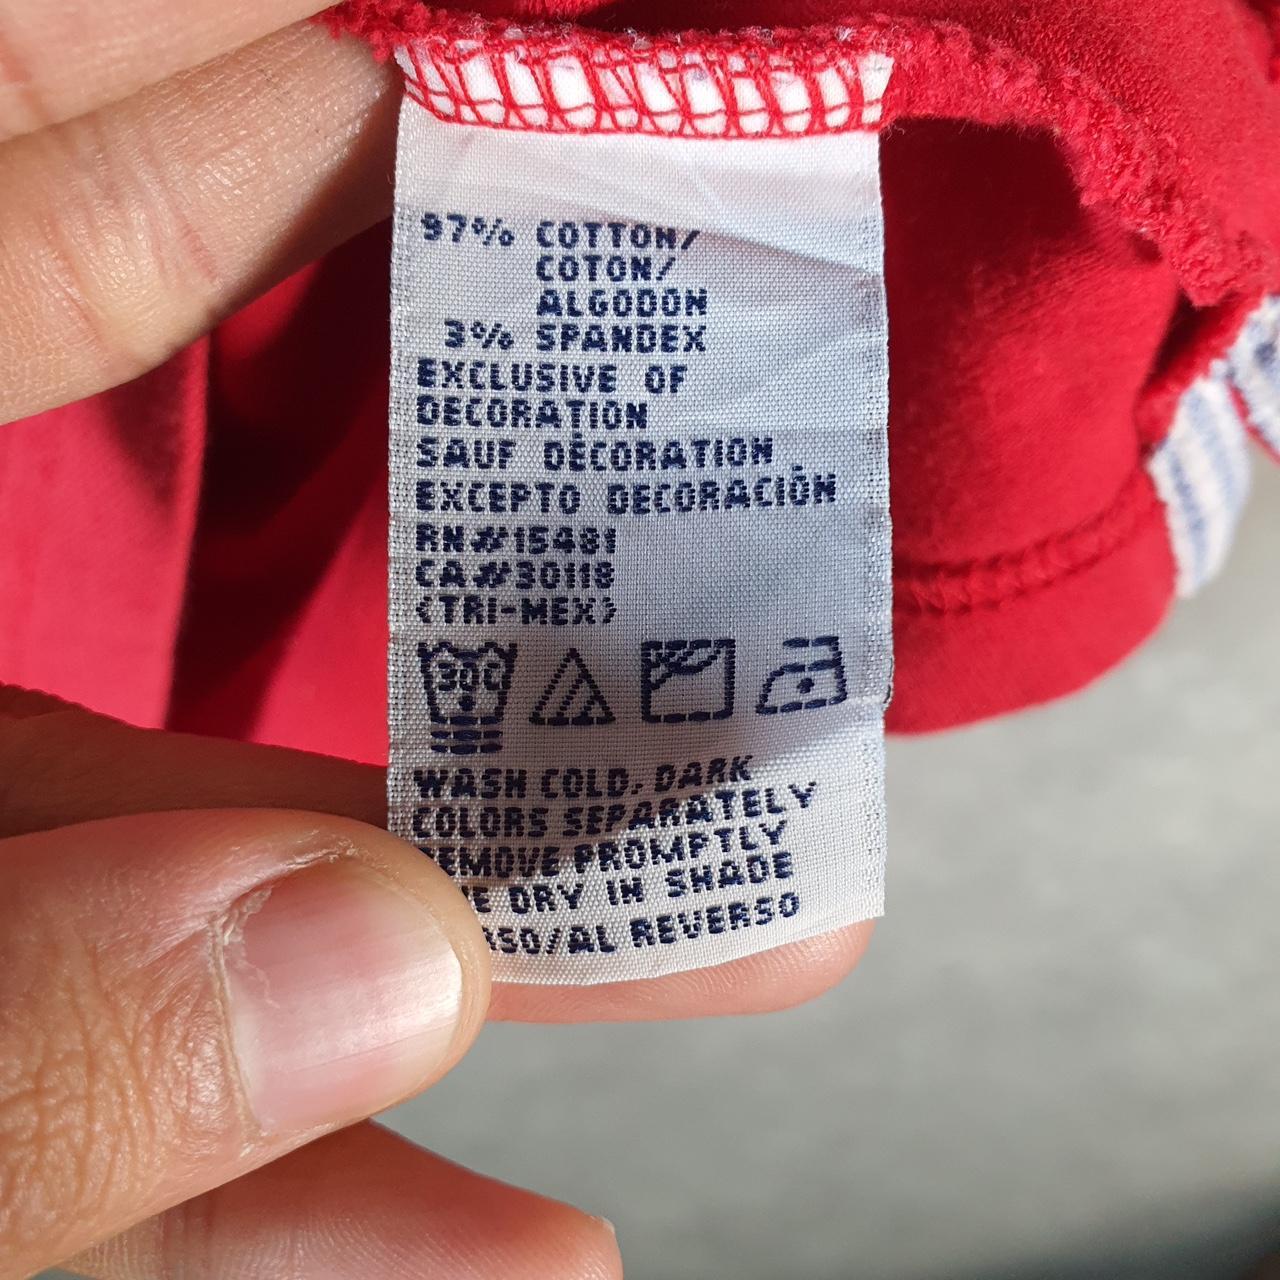 97% COTTON/
COTON/
ALGODON
3% SPANDEX
EXCLUSIVE OF
DECORATION
SAUF DÉCORATION
EXCEPTO DECORACIÓN
RN#15481
CA#30118
(TRI-MEX)
30C
WASH COLD, DARK
COLORS SEPARATELY
REMOVE PROMPTLY
DRY IN SHADE
/AL REVERSO